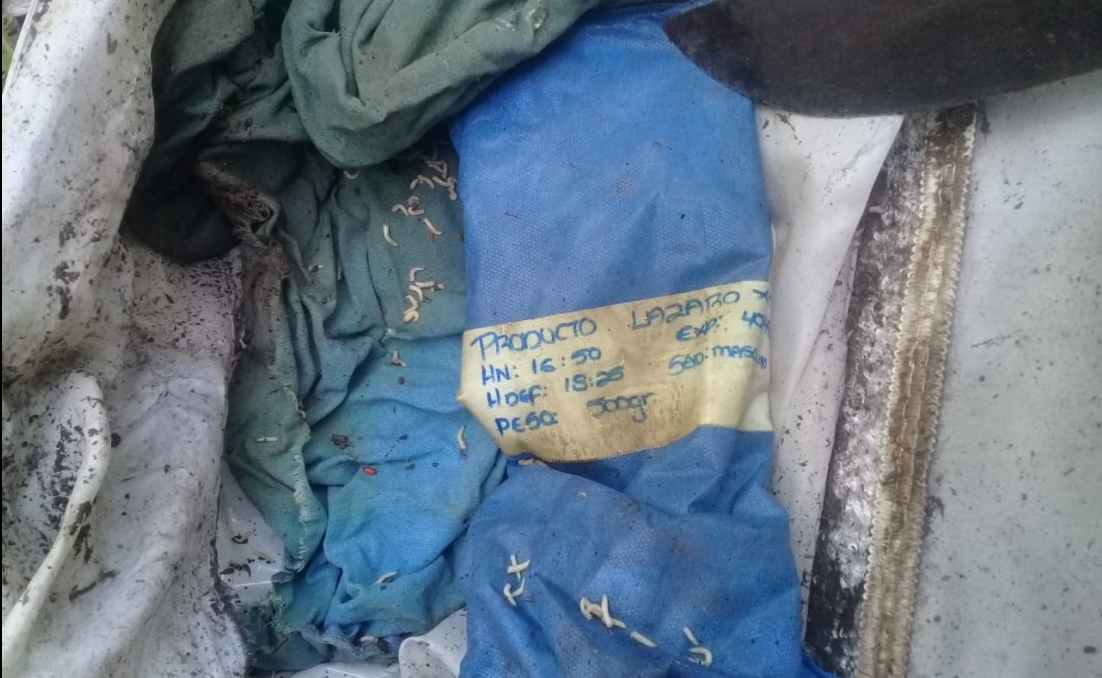 PRODUCTO LAZARO
HN: 16:50 EXP:
HDEF: 18:25 SEXO:
PESO: 500gr